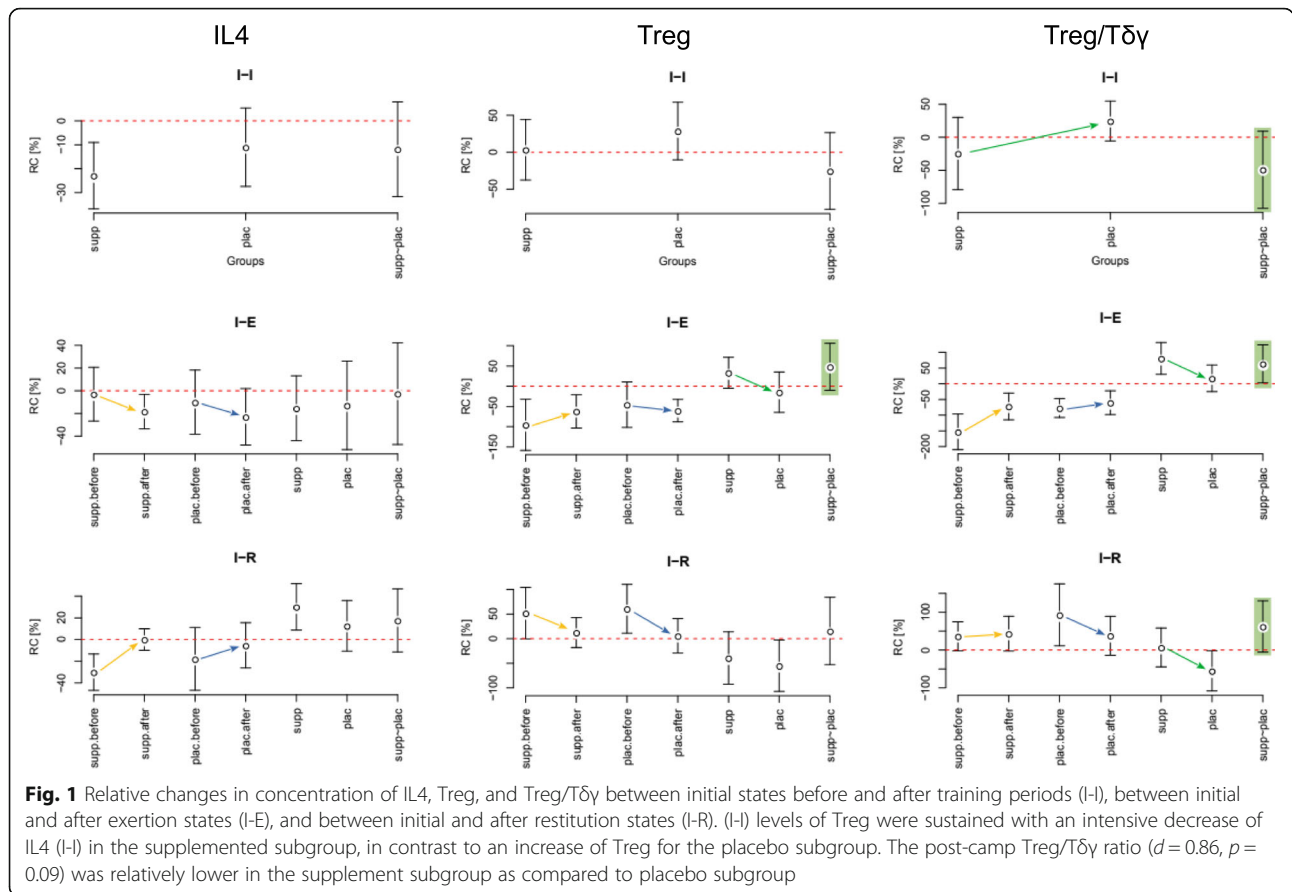 IL4 Treg Treg/Tδγ
I-I
RC [%]
0
-10
-30
supp
plac
supp~plac
Groups
I-I
RC [%]
50
0
-50
supp
plac
supp~plac
Groups
I-I
RC [%]
50
0
-50
-100
supp
plac
supp~plac
Groups
I-E
RC [%]
40
20
0
-40
supp.before
supp.after
plac.before
plac.after
supp
plac
supp~plac
I-E
RC [%]
50
-50
-150
supp.before
supp.after
plac.before
plac.after
supp
plac
supp~plac
I-E
RC [%]
50
-50
-200
supp.before
supp.after
plac.before
plac.after
supp
plac
supp~plac
I-R
RC [%]
20
0
-40
supp.before
supp.after
plac.before
plac.after
supp
plac
supp~plac
I-R
RC [%]
50
0
-100
supp.before
supp.after
plac.before
plac.after
supp
plac
supp~plac
I-R
RC [%]
100
0
-100
supp.before
supp.after
plac.before
plac.after
supp
plac
supp~plac
Fig. 1 Relative changes in concentration of IL4, Treg, and Treg/Tδγ between initial states before and after training periods (I-I), between initial
and after exertion states (I-E), and between initial and after restitution states (I-R). (I-I) levels of Treg were sustained with an intensive decrease of
IL4 (I-I) in the supplemented subgroup, in contrast to an increase of Treg for the placebo subgroup. The post-camp Treg/Tδγ ratio (d = 0.86, p =
0.09) was relatively lower in the supplement subgroup as compared to placebo subgroup